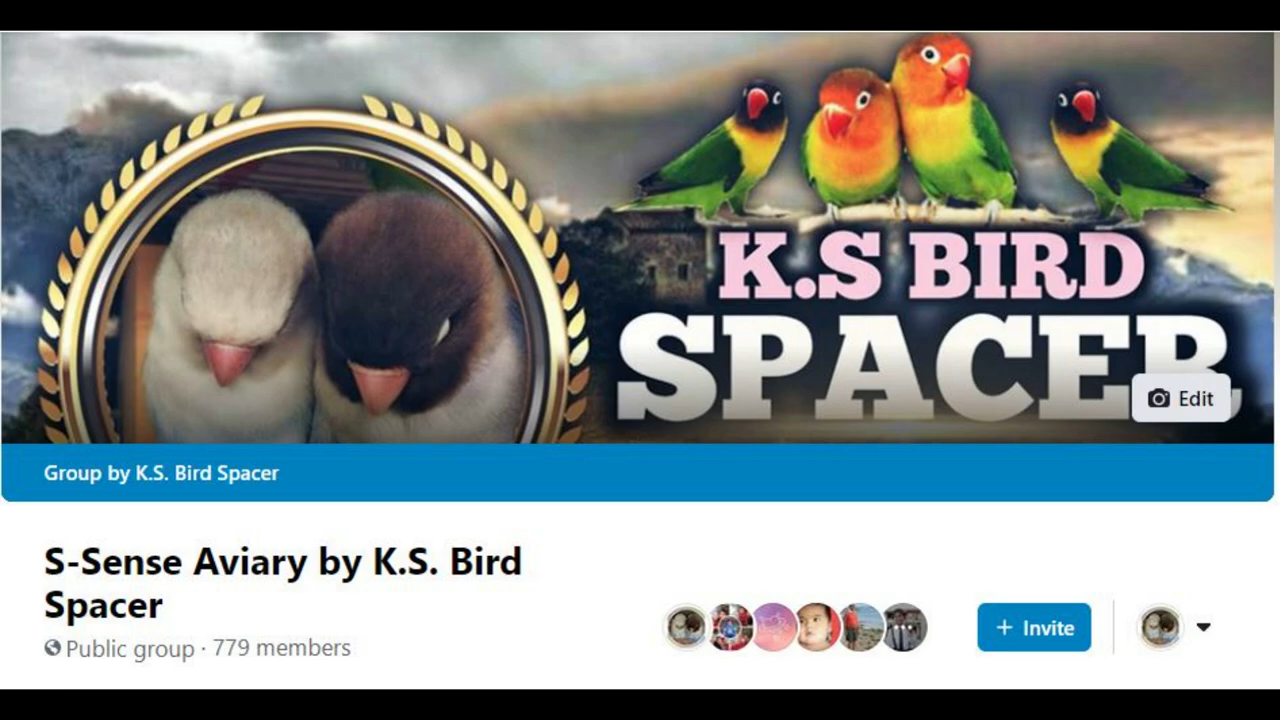 K.S BIRD
SPACER
Edit
Group by K.S. Bird Spacer
S-Sense Aviary by K.S. Bird
Spacer
Public group · 779 members
+ Invite